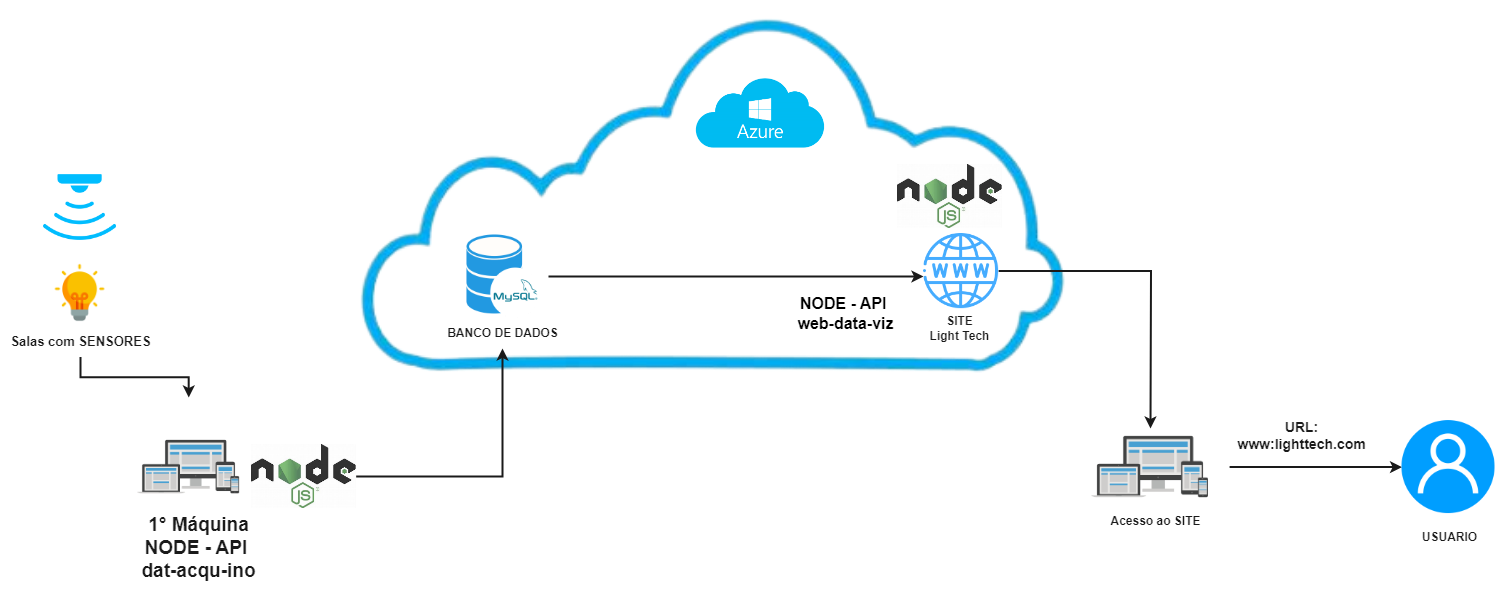 Azure
node
JS
MySQL
WWW
BANCO DE DADOS
NODE - API
web-data-viz
SITE
Light Tech
Salas com SENSORES
node
JS
1° Máquina
NODE - API
dat-acqu-ino
Acesso ao SITE
URL:
www:lighttech.com
USUARIO